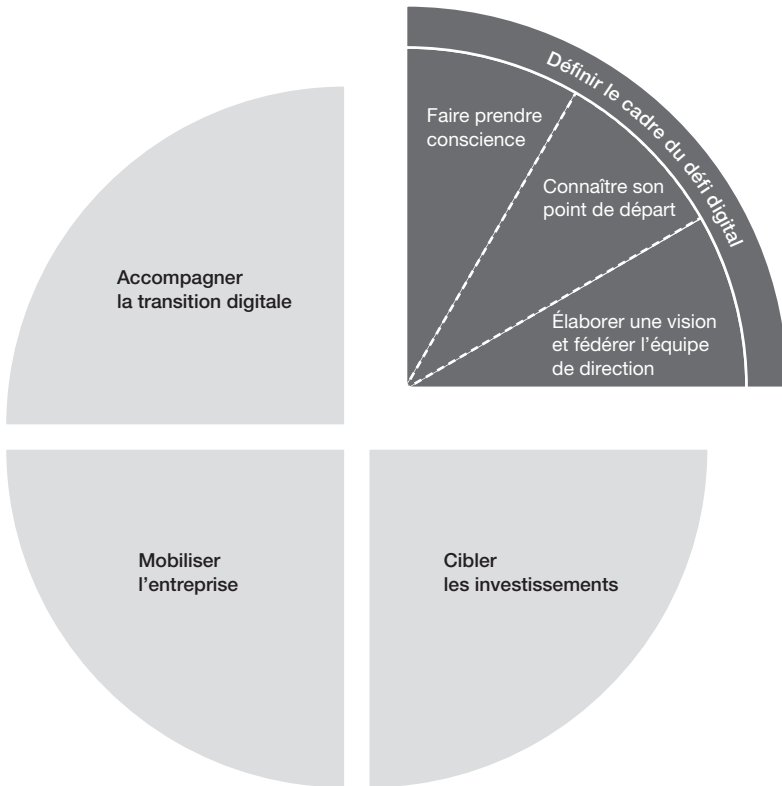 Définir le cadre du défi digital
Faire prendre
conscience
Connaître son
point de départ
Élaborer une vision
et fédérer l’équipe
de direction
Accompagner
la transition digitale
Mobiliser
l’entreprise
Cibler
les investissements